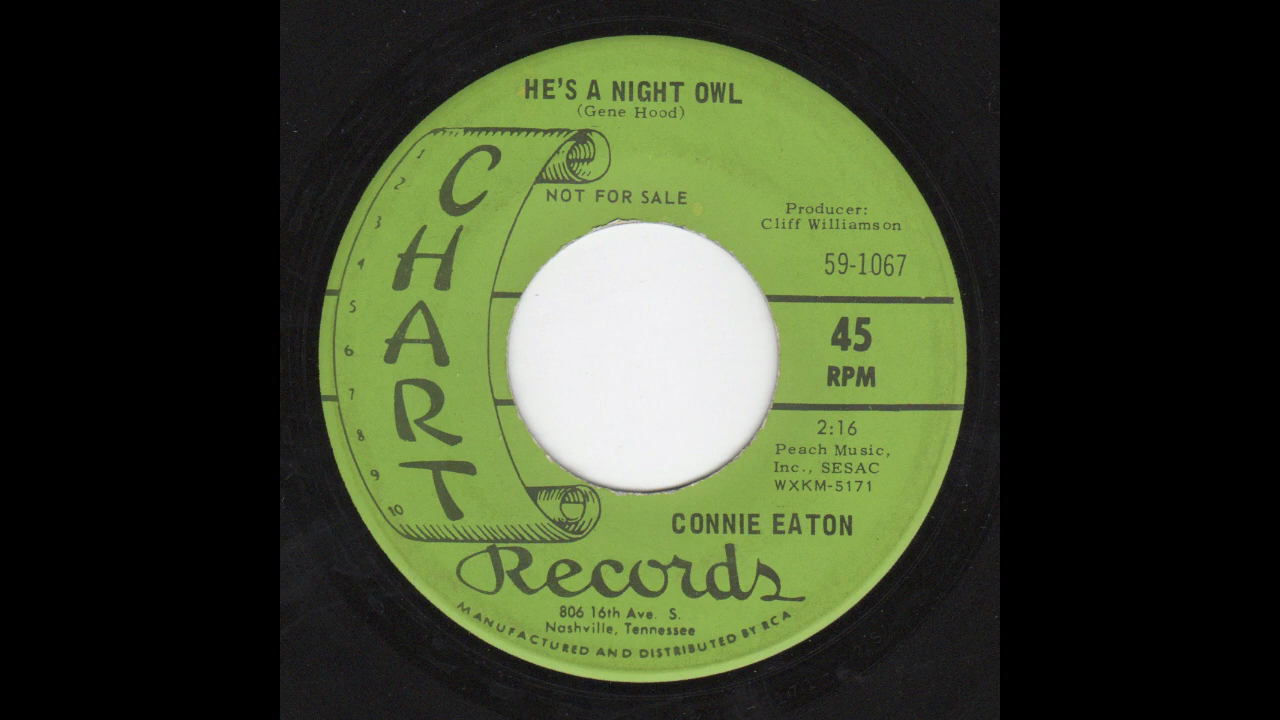 HE'S A NIGHT OWL
(Gene Hood)
CHART
1
2
3
4
5
6
7
8
9
10
NOT FOR SALE
Producer:
Cliff Williamson
59-1067
45
RPM
2:16
Peach Music,
Inc., SESAC
WXKM-5171
CONNIE EATON
Records
806 16th Ave. S.
Nashville, Tennessee
MANUFACTURED AND DISTRIBUTED BY RCA